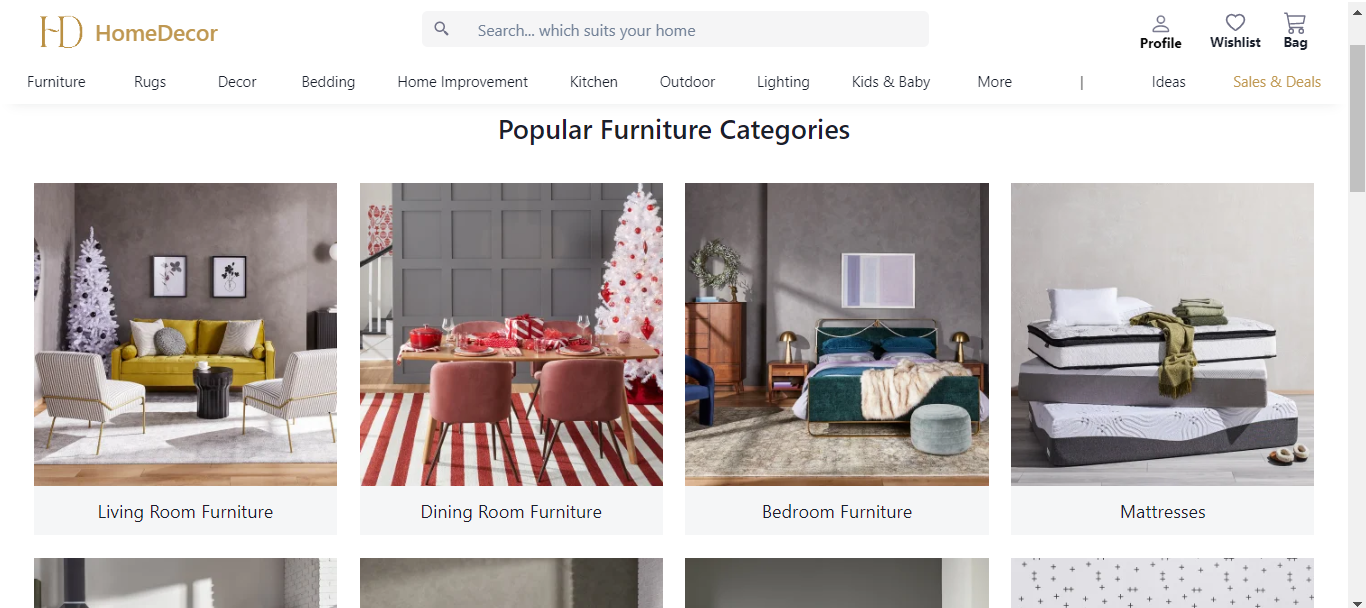 HD HomeDecor
Search... which suits your home
Profile
Wishlist
Bag
Furniture Rugs Decor Bedding Home Improvement Kitchen Outdoor Lighting Kids & Baby More | Ideas Sales & Deals
Popular Furniture Categories
Living Room Furniture
Dining Room Furniture
Bedroom Furniture
Mattresses